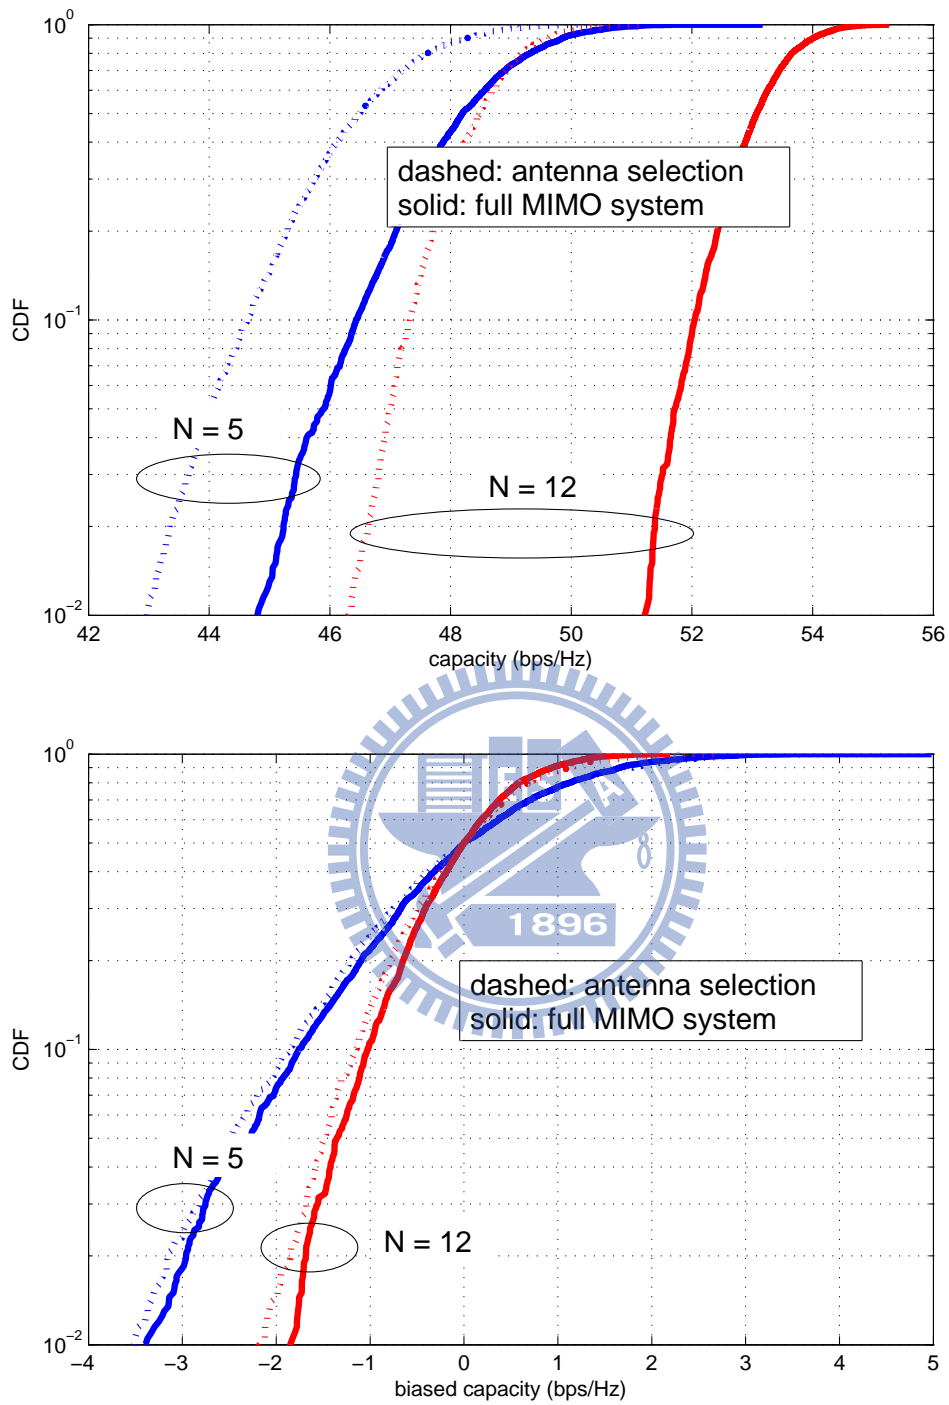 10^0
10^-1
10^-2
CDF
dashed: antenna selection
solid: full MIMO system
N = 5
N = 12
42 44 46 48 50 52 54 56
capacity (bps/Hz)
10^0
10^-1
10^-2
CDF
1896
dashed: antenna selection
solid: full MIMO system
N = 5
N = 12
−4 −3 −2 −1 0 1 2 3 4 5
biased capacity (bps/Hz)